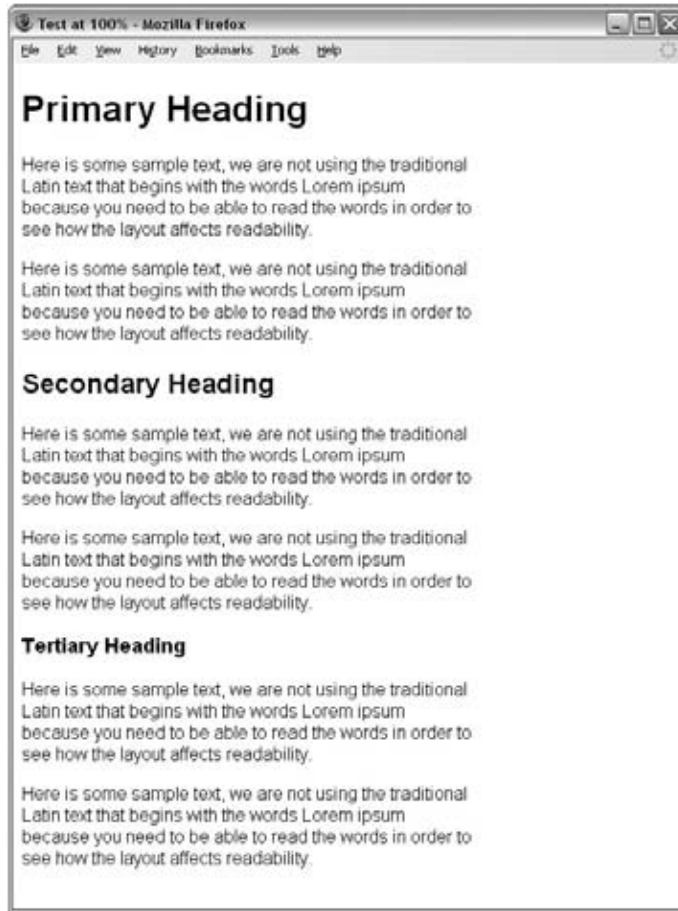 Test at 100% - Mozilla Firefox
File Edit View History Bookmarks Tools Help
Primary Heading
Here is some sample text, we are not using the traditional
Latin text that begins with the words Lorem ipsum
because you need to be able to read the words in order to
see how the layout affects readability.
Here is some sample text, we are not using the traditional
Latin text that begins with the words Lorem ipsum
because you need to be able to read the words in order to
see how the layout affects readability.
Secondary Heading
Here is some sample text, we are not using the traditional
Latin text that begins with the words Lorem ipsum
because you need to be able to read the words in order to
see how the layout affects readability.
Here is some sample text, we are not using the traditional
Latin text that begins with the words Lorem ipsum
because you need to be able to read the words in order to
see how the layout affects readability.
Tertiary Heading
Here is some sample text, we are not using the traditional
Latin text that begins with the words Lorem ipsum
because you need to be able to read the words in order to
see how the layout affects readability.
Here is some sample text, we are not using the traditional
Latin text that begins with the words Lorem ipsum
because you need to be able to read the words in order to
see how the layout affects readability.